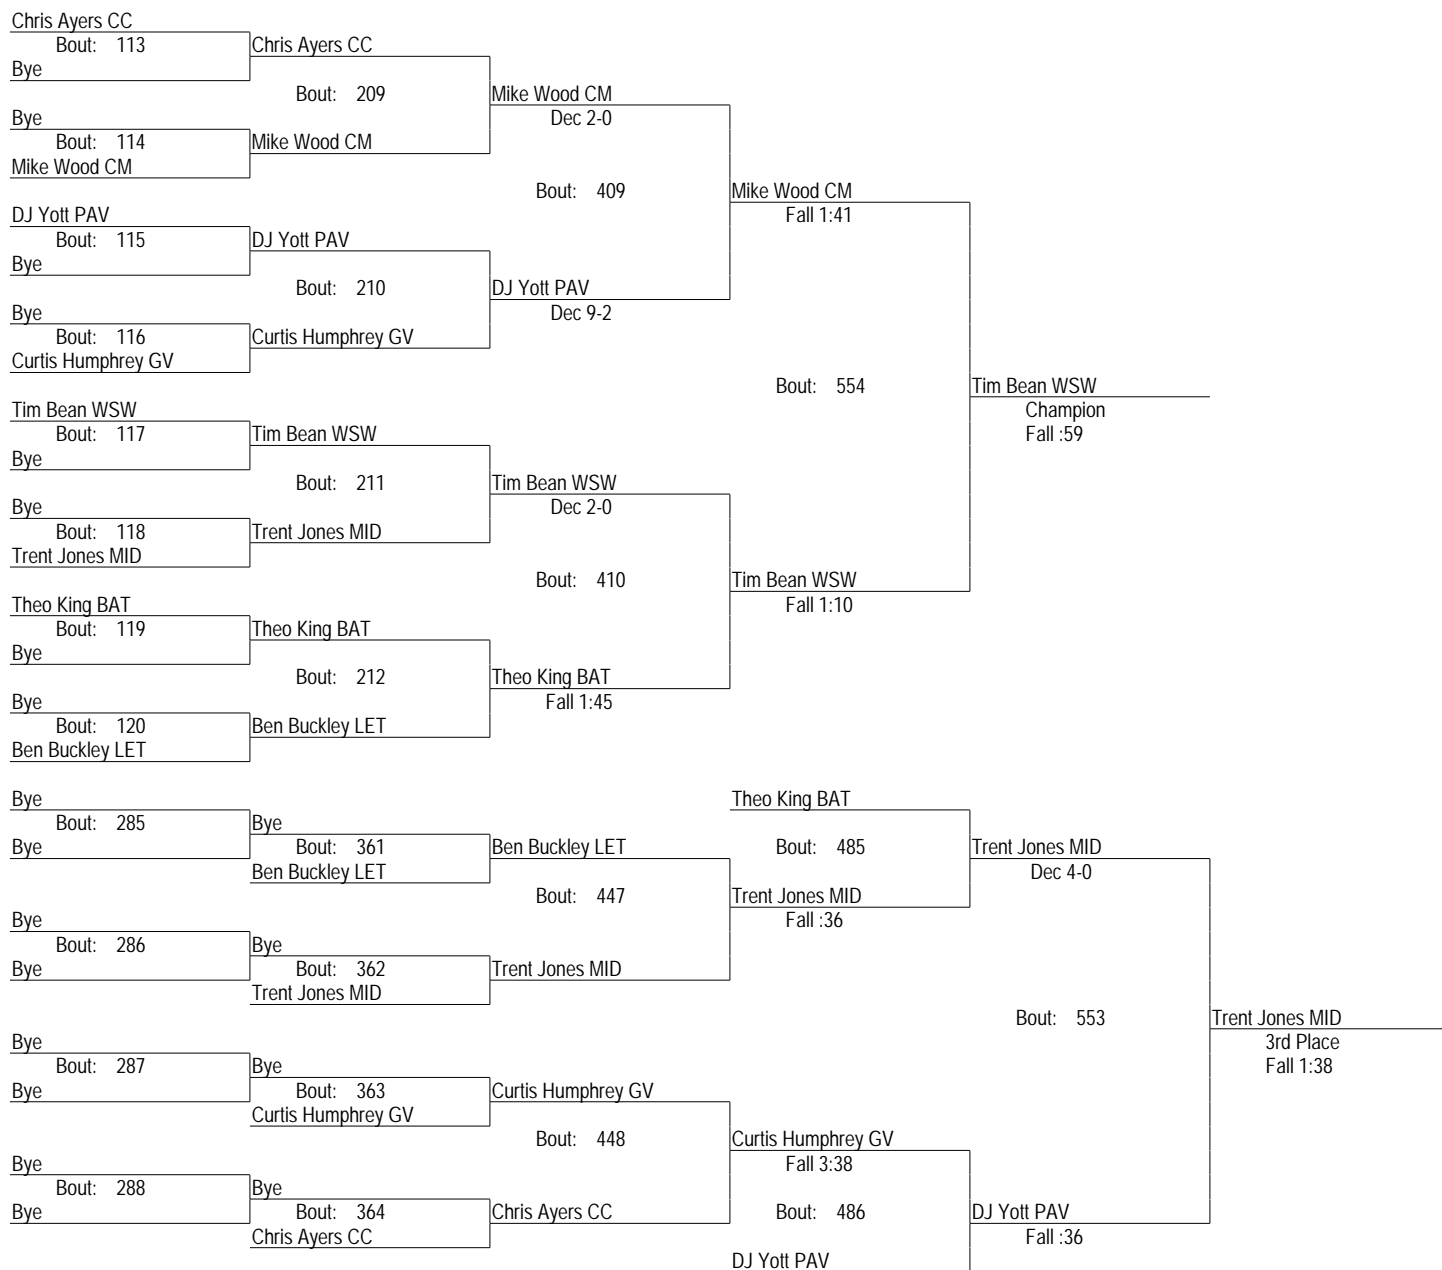 Chris Ayers CC
Bout: 113
Chris Ayers CC
Bye
Bout: 209
Mike Wood CM
Dec 2-0
Bye
Bout: 114
Mike Wood CM
Mike Wood CM
Bout: 409
Mike Wood CM
Fall 1:41
DJ Yott PAV
Bout: 115
DJ Yott PAV
Bye
Bout: 210
DJ Yott PAV
Dec 9-2
Bye
Bout: 116
Curtis Humphrey GV
Curtis Humphrey GV
Bout: 554
Tim Bean WSW
Champion
Fall :59
Tim Bean WSW
Bout: 117
Tim Bean WSW
Bye
Bout: 211
Tim Bean WSW
Dec 2-0
Bye
Bout: 118
Trent Jones MID
Trent Jones MID
Bout: 410
Tim Bean WSW
Fall 1:10
Theo King BAT
Bout: 119
Theo King BAT
Bye
Bout: 212
Theo King BAT
Fall 1:45
Bye
Bout: 120
Ben Buckley LET
Ben Buckley LET
Bye
Theo King BAT
Bout: 285
Bye
Bye
Bout: 361
Ben Buckley LET
Bout: 485
Trent Jones MID
Ben Buckley LET
Dec 4-0
Bout: 447
Trent Jones MID
Fall :36
Bye
Bout: 286
Bye
Bye
Bout: 362
Trent Jones MID
Trent Jones MID
Bout: 553
Trent Jones MID
3rd Place
Fall 1:38
Bye
Bout: 287
Bye
Bye
Bout: 363
Curtis Humphrey GV
Curtis Humphrey GV
Bout: 448
Curtis Humphrey GV
Fall 3:38
Bye
Bout: 288
Bye
Bye
Bout: 364
Chris Ayers CC
Bout: 486
DJ Yott PAV
Chris Ayers CC
Fall :36
DJ Yott PAV